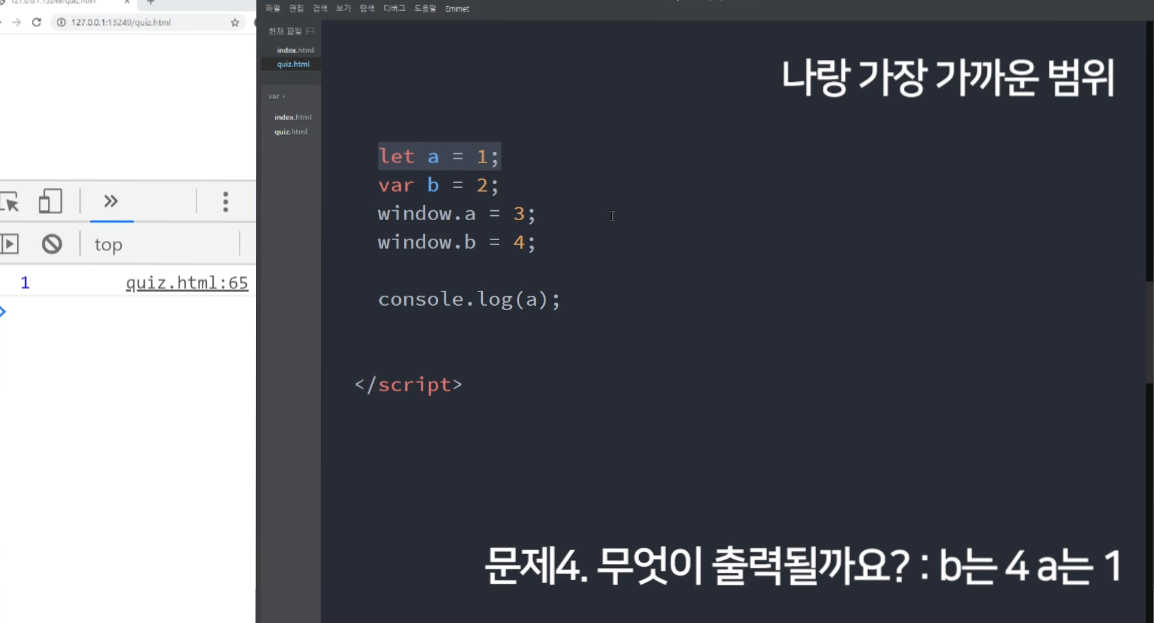 127.0.0.1:13249/quiz.html
127.0.0.1:13249/quiz.html
top
1 quiz.html:65
파일 편집 검색 보기 탐색 디버그 도움말 Emmet
현재 파일
index.html
quiz.html
var
index.html
quiz.html
나랑 가장 가까운 범위
let a = 1;
var b = 2;
window.a = 3;
window.b = 4;
console.log(a);
</script>
문제4. 무엇이 출력될까요? : b는 4 a는 1